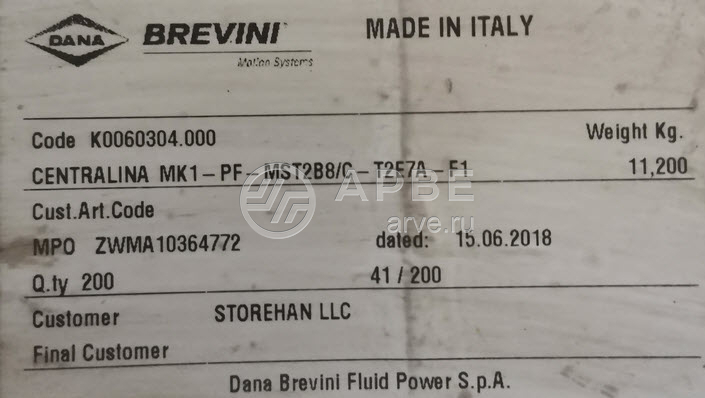 DANA BREVINI MADE IN ITALY
Motion Systems
Code K0060304.000 Weight Kg.
CENTRALINA MK1-PF-MST2B8/C-T2E7A-E1 11,200
АРВЕ
arve.ru
Cust.Art.Code
MPO ZWMA10364772 dated: 15.06.2018
Q.ty 200 41 / 200
Customer STOREHAN LLC
Final Customer
Dana Brevini Fluid Power S.p.A.